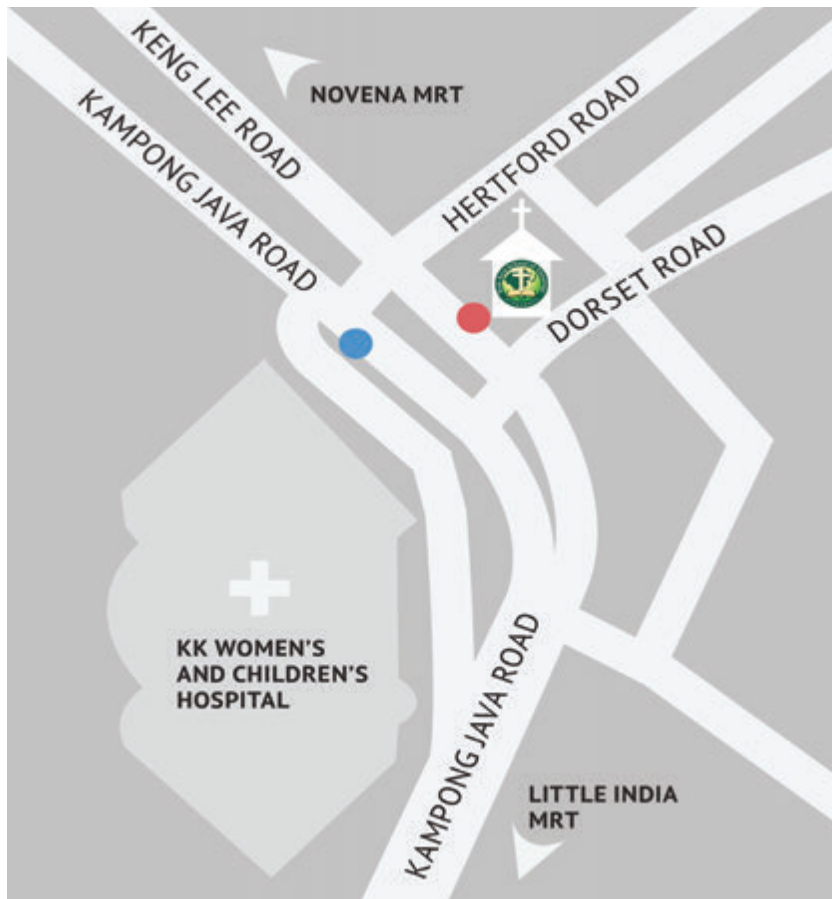 KENG LEE ROAD
NOVENA MRT
KAMPONG JAVA ROAD
HERTFORD ROAD
DORSET ROAD
KK WOMEN'S
AND CHILDREN'S
HOSPITAL
KAMPONG JAVA ROAD
LITTLE INDIA
MRT